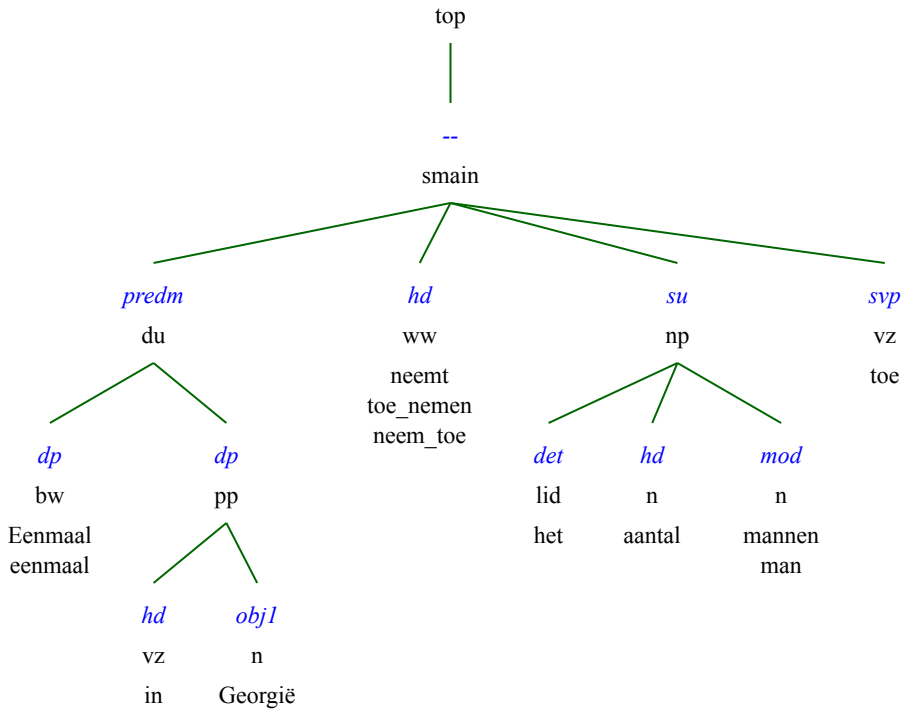 top
--
smain
predm hd su svp
du ww np vz
neemt toe
toe_nemen
neem_toe
dp dp det hd mod
bw pp lid n n
Eenmaal het aantal mannen
eenmaal man
hd obj1
vz n
in Georgië